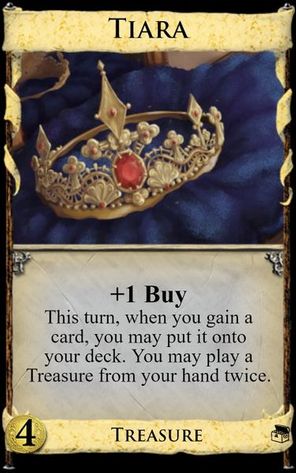 Tiara
+1 Buy
This turn, when you gain a
card, you may put it onto
your deck. You may play a
Treasure from your hand twice.
4
Treasure